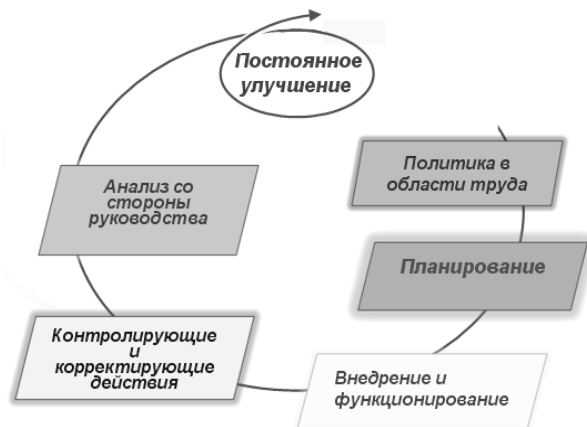 Постоянное
улучшение
Политика в
области труда
Планирование
Внедрение и
функционирование
Контролирующие
и
корректирующие
действия
Анализ со
стороны
руководства